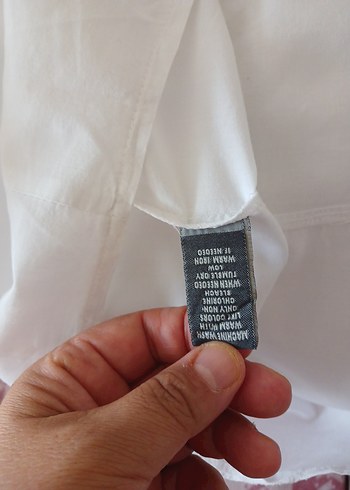 MACHINE WASH
WARM WITH
LIKE COLORS
ONLY NON-
CHLORINE
BLEACH
WHEN NEEDED
TUMBLE DRY
LOW
WARM IRON
IF NEEDED